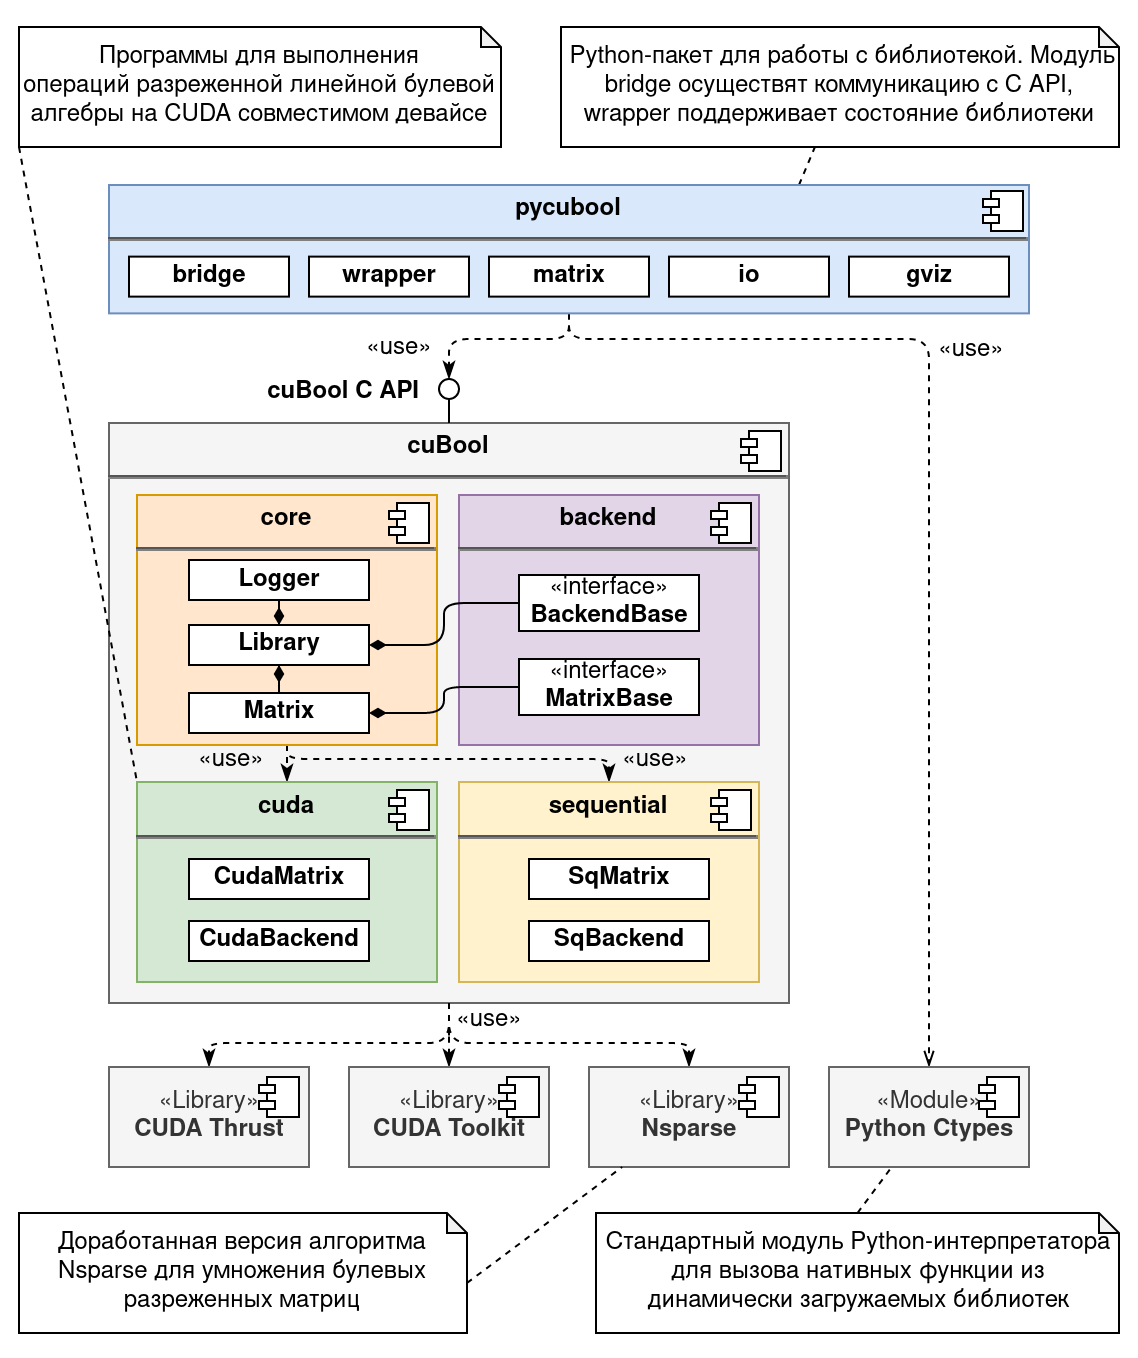 Программы для выполнения
операций разреженной линейной булевой
алгебры на CUDA совместимом девайсе
Python-пакет для работы с библиотекой. Модуль
bridge осуществят коммуникацию с C API,
wrapper поддерживает состояние библиотеки
pycubool
bridge
wrapper
matrix
io
gviz
«use»
«use»
cuBool C API
cuBool
core
Logger
Library
Matrix
backend
«interface»
BackendBase
«interface»
MatrixBase
«use»
«use»
cuda
CudaMatrix
CudaBackend
sequential
SqMatrix
SqBackend
«use»
«Library»
CUDA Thrust
«Library»
CUDA Toolkit
«Library»
Nsparse
«Module»
Python Ctypes
Доработанная версия алгоритма
Nsparse для умножения булевых
разреженных матриц
Стандартный модуль Python-интерпретатора
для вызова нативных функции из
динамически загружаемых библиотек